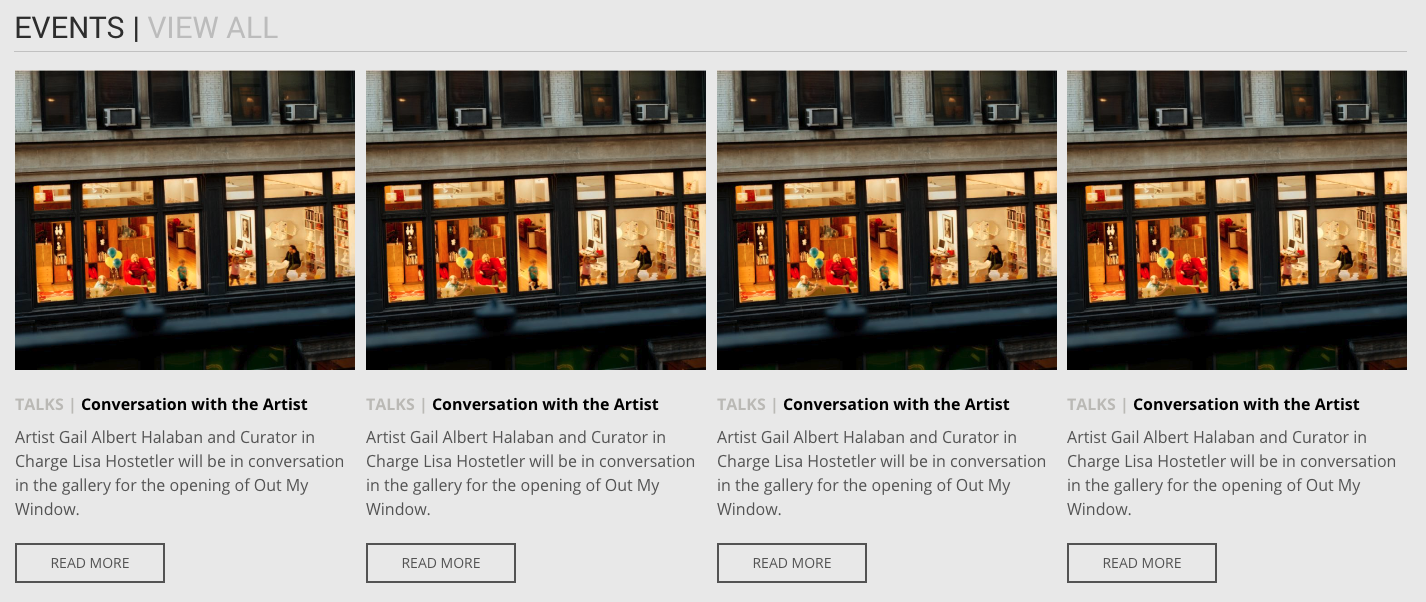 EVENTS | VIEW ALL
TALKS | Conversation with the Artist
Artist Gail Albert Halaban and Curator in
Charge Lisa Hostetler will be in conversation
in the gallery for the opening of Out My
Window.
READ MORE
TALKS | Conversation with the Artist
Artist Gail Albert Halaban and Curator in
Charge Lisa Hostetler will be in conversation
in the gallery for the opening of Out My
Window.
READ MORE
TALKS | Conversation with the Artist
Artist Gail Albert Halaban and Curator in
Charge Lisa Hostetler will be in conversation
in the gallery for the opening of Out My
Window.
READ MORE
TALKS | Conversation with the Artist
Artist Gail Albert Halaban and Curator in
Charge Lisa Hostetler will be in conversation
in the gallery for the opening of Out My
Window.
READ MORE